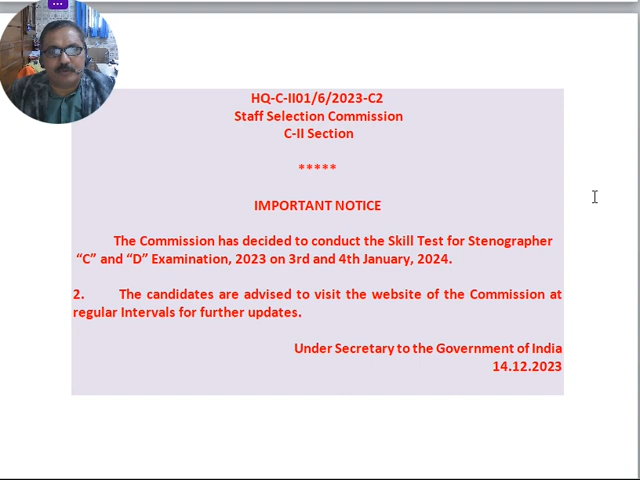 HQ-C-II01/6/2023-C2
Staff Selection Commission
C-II Section
*****
IMPORTANT NOTICE
The Commission has decided to conduct the Skill Test for Stenographer
“C” and “D” Examination, 2023 on 3rd and 4th January, 2024.
2. The candidates are advised to visit the website of the Commission at
regular Intervals for further updates.
Under Secretary to the Government of India
14.12.2023